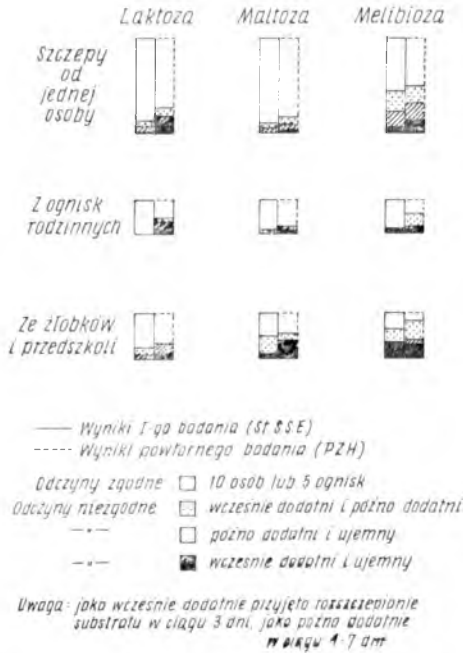 Laktoza Maltoza Melibioza
Szczepy
od
jednej
osoby
Z ognisk
rodzinnych
Ze żłobków
i przedszkoli
Wyniki I-go badania (St S.S.E)
Wyniki powtórnego badania (PZH)
Odczyny zgodne 10 osób lub 5 ognisk
Odczyny niezgodne wcześnie dodatni i późno dodatni
—"— późno dodatni i ujemny
—"— wcześnie dodatni i ujemny
Uwaga: jako wcześnie dodatnie przyjęto rozszczepienie
substratu w ciągu 3 dni, jako późno dodatnie
w ciągu 4-7 dni